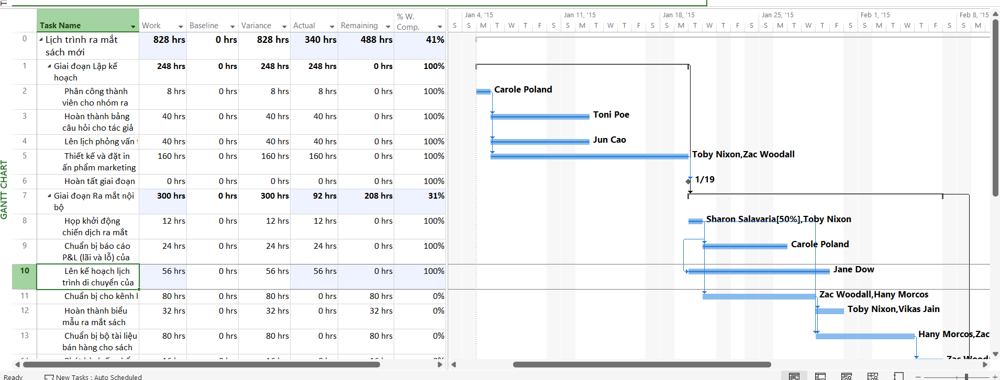 Jan 4, '15 Jan 11, '15 Jan 18, '15 Jan 25, '15 Feb 1, '15 Feb 8, '15
Task Name Work Baseline Variance Actual Remaining % W. Comp.
S S M T W T F S S M T W T F S S M T W T F S S M T W T F S S M T W T F S S M
0 Lịch trình ra mắt sách mới 828 hrs 0 hrs 828 hrs 340 hrs 488 hrs 41%
1 Giai đoạn Lập kế hoạch 248 hrs 0 hrs 248 hrs 248 hrs 0 hrs 100%
2 Phân công thành viên cho nhóm ra 8 hrs 0 hrs 8 hrs 8 hrs 0 hrs 100% Carole Poland
3 Hoàn thành bảng câu hỏi cho tác giả 40 hrs 0 hrs 40 hrs 40 hrs 0 hrs 100% Toni Poe
4 Lên lịch phỏng vấn 40 hrs 0 hrs 40 hrs 40 hrs 0 hrs 100% Jun Cao
5 Thiết kế và đặt in ấn phẩm marketing 160 hrs 0 hrs 160 hrs 160 hrs 0 hrs 100% Toby Nixon,Zac Woodall
6 Hoàn tất giai đoạn 0 hrs 0 hrs 0 hrs 0 hrs 0 hrs 100% 1/19
7 Giai đoạn Ra mắt nội bộ 300 hrs 0 hrs 300 hrs 92 hrs 208 hrs 31%
8 Họp khởi động chiến dịch ra mắt 12 hrs 0 hrs 12 hrs 12 hrs 0 hrs 100% Sharon Salavaria[50%],Toby Nixon
9 Chuẩn bị báo cáo P&L (lãi và lỗ) của 24 hrs 0 hrs 24 hrs 24 hrs 0 hrs 100% Carole Poland
10 Lên kế hoạch lịch trình di chuyển của 56 hrs 0 hrs 56 hrs 56 hrs 0 hrs 100% Jane Dow
11 Chuẩn bị cho kênh 80 hrs 0 hrs 80 hrs 0 hrs 80 hrs 0% Zac Woodall,Hany Morcos
12 Hoàn thành biểu mẫu ra mắt sách 32 hrs 0 hrs 32 hrs 0 hrs 32 hrs 0% Toby Nixon,Vikas Jain
13 Chuẩn bị bộ tài liệu bán hàng cho sách 80 hrs 0 hrs 80 hrs 0 hrs 80 hrs 0% Hany Morcos,Zac
GANTT CHART
Ready New Tasks : Auto Scheduled